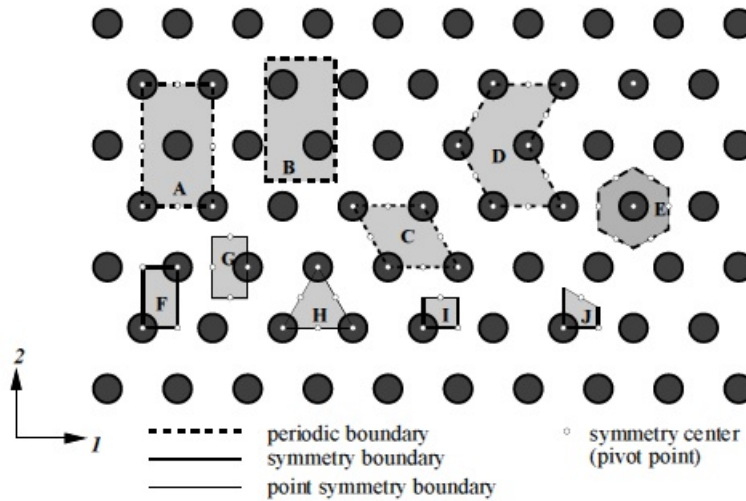 A
B
D
E
C
G
F
H
I
J
2
1
periodic boundary
symmetry boundary
point symmetry boundary
symmetry center
(pivot point)